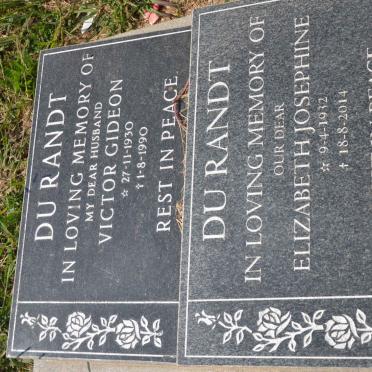 DU RANDT
IN LOVING MEMORY OF
MY DEAR HUSBAND
VICTOR GIDEON
☆ 27-11-1930
† 1-8-1990
REST IN PEACE
DU RANDT
IN LOVING MEMORY OF
OUR DEAR
ELIZABETH JOSEPHINE
☆ 9-4-1932
† 18-8-2014
PEACE